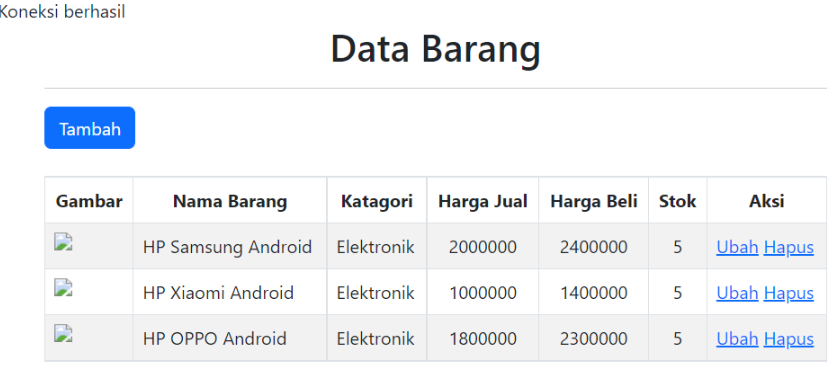 Koneksi berhasil
Data Barang
Tambah
Gambar Nama Barang Katagori Harga Jual Harga Beli Stok Aksi
HP Samsung Android Elektronik 2000000 2400000 5 Ubah Hapus
HP Xiaomi Android Elektronik 1000000 1400000 5 Ubah Hapus
HP OPPO Android Elektronik 1800000 2300000 5 Ubah Hapus